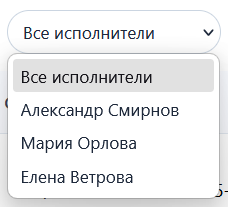 Все исполнители
Все исполнители
Александр Смирнов
Мария Орлова
Елена Ветрова